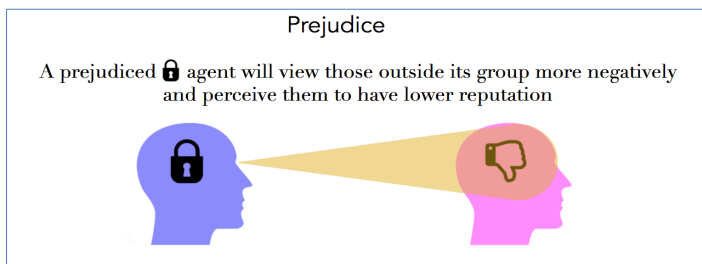 Prejudice
A prejudiced agent will view those outside its group more negatively
and perceive them to have lower reputation